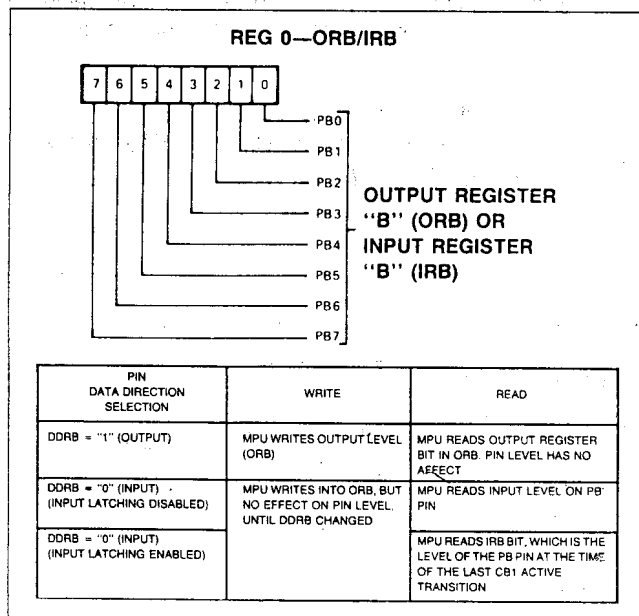 REG 0—ORB/IRB
7 6 5 4 3 2 1 0
PB0
PB1
PB2
PB3
PB4
PB5
PB6
PB7
OUTPUT REGISTER
“B” (ORB) OR
INPUT REGISTER
“B” (IRB)
PIN
DATA DIRECTION
SELECTION
WRITE
READ
DDRB = "1" (OUTPUT)
MPU WRITES OUTPUT LEVEL
(ORB)
MPU READS OUTPUT REGISTER
BIT IN ORB. PIN LEVEL HAS NO
AFFECT
DDRB = "0" (INPUT)
(INPUT LATCHING DISABLED)
MPU WRITES INTO ORB, BUT
NO EFFECT ON PIN LEVEL,
UNTIL DDRB CHANGED
MPU READS INPUT LEVEL ON PB
PIN
DDRB = "0" (INPUT)
(INPUT LATCHING ENABLED)
MPU READS IRB BIT, WHICH IS THE
LEVEL OF THE PB PIN AT THE TIME
OF THE LAST CB1 ACTIVE
TRANSITION